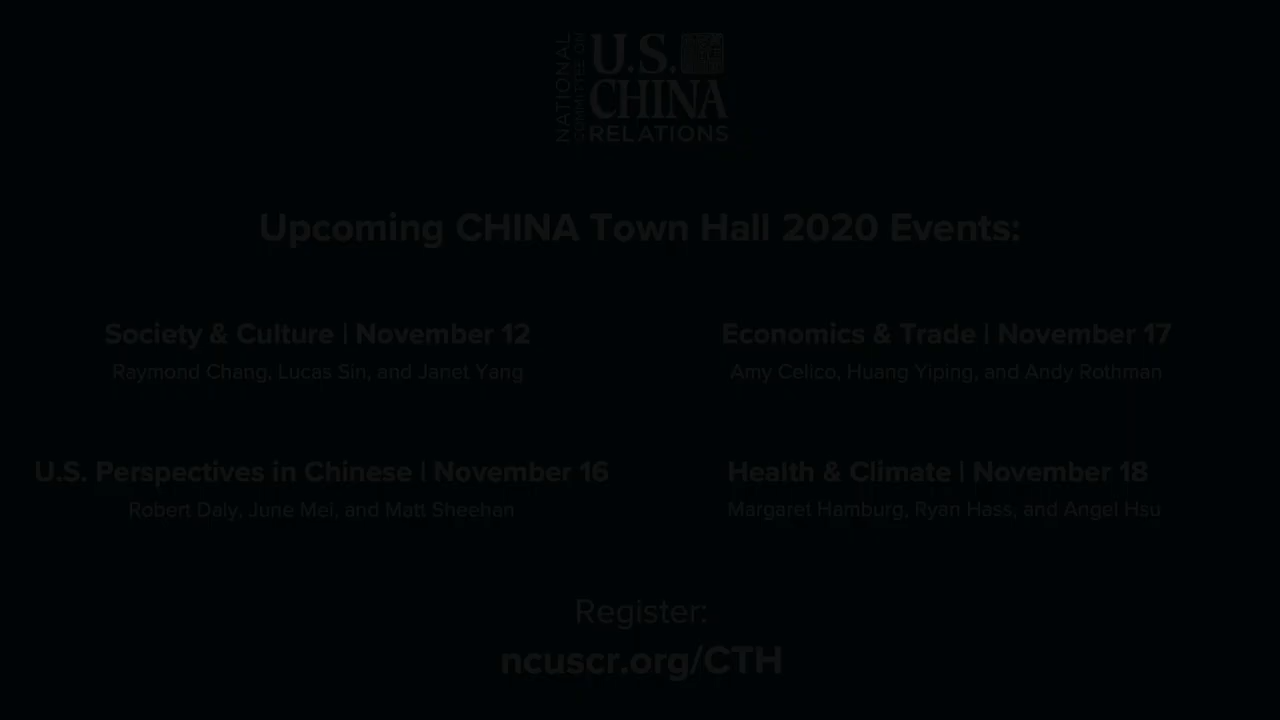 NATIONAL
COMMITTEE ON
U.S.
CHINA
RELATIONS
Upcoming CHINA Town Hall 2020 Events:
Society & Culture | November 12
Raymond Chang, Lucas Sin, and Janet Yang
Economics & Trade | November 17
Amy Celico, Huang Yiping, and Andy Rothman
U.S. Perspectives in Chinese | November 16
Robert Daly, June Mei, and Matt Sheehan
Health & Climate | November 18
Margaret Hamburg, Ryan Hass, and Angel Hsu
Register:
ncuscr.org/CTH